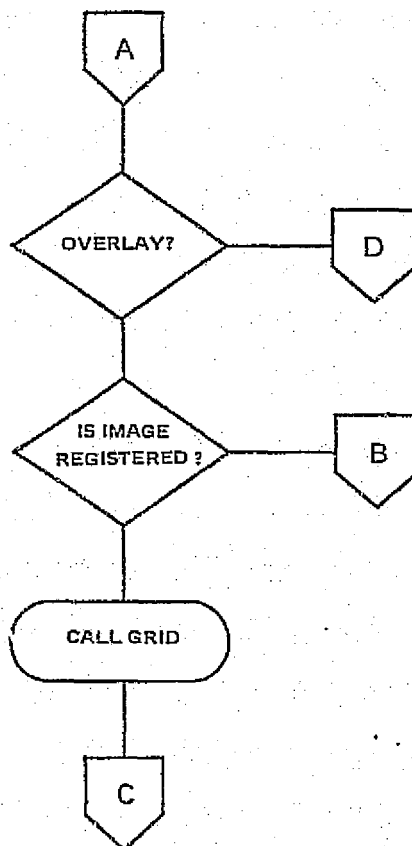 A
OVERLAY?
D
IS IMAGE
REGISTERED ?
B
CALL GRID
C